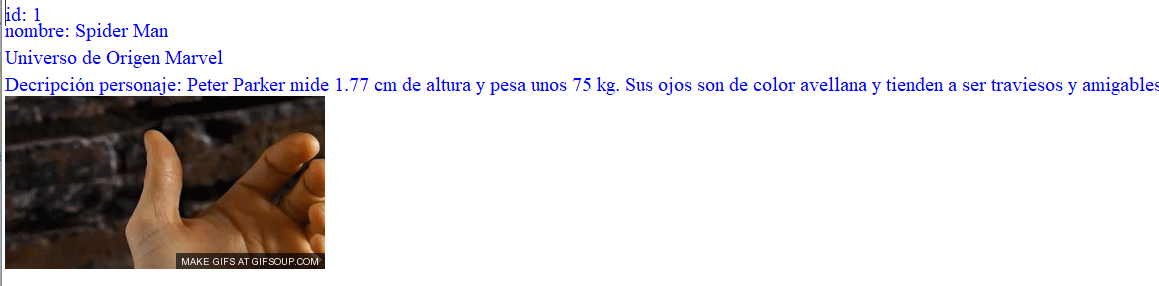 id: 1
nombre: Spider Man
Universo de Origen Marvel
Decripción personaje: Peter Parker mide 1.77 cm de altura y pesa unos 75 kg. Sus ojos son de color avellana y tienden a ser traviesos y amigables
MAKE GIFS AT GIFSOUP.COM